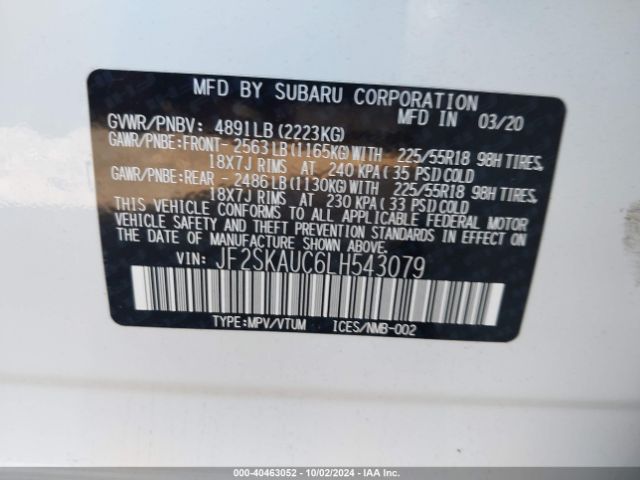 MFD BY SUBARU CORPORATION
MFD IN 03/20
GVWR/PNBV: 4891LB (2223KG)
GAWR/PNBE:FRONT- 2563LB (1165KG) WITH 225/55R18 98H TIRES,
18X7J RIMS AT 240 KPA ( 35 PSI) COLD
GAWR/PNBE:REAR - 2486LB (1130KG) WITH 225/55R18 98H TIRES,
18X7J RIMS AT 230 KPA ( 33 PSI) COLD
THIS VEHICLE CONFORMS TO ALL APPLICABLE FEDERAL MOTOR
VEHICLE SAFETY AND THEFT PREVENTION STANDARDS IN EFFECT ON
THE DATE OF MANUFACTURE SHOWN ABOVE.
VIN: JF2SKAUC6LH543079
TYPE:MPV/VTUM ICES/NMB-002
000-40463052 - 10/02/2024 - IAA Inc.